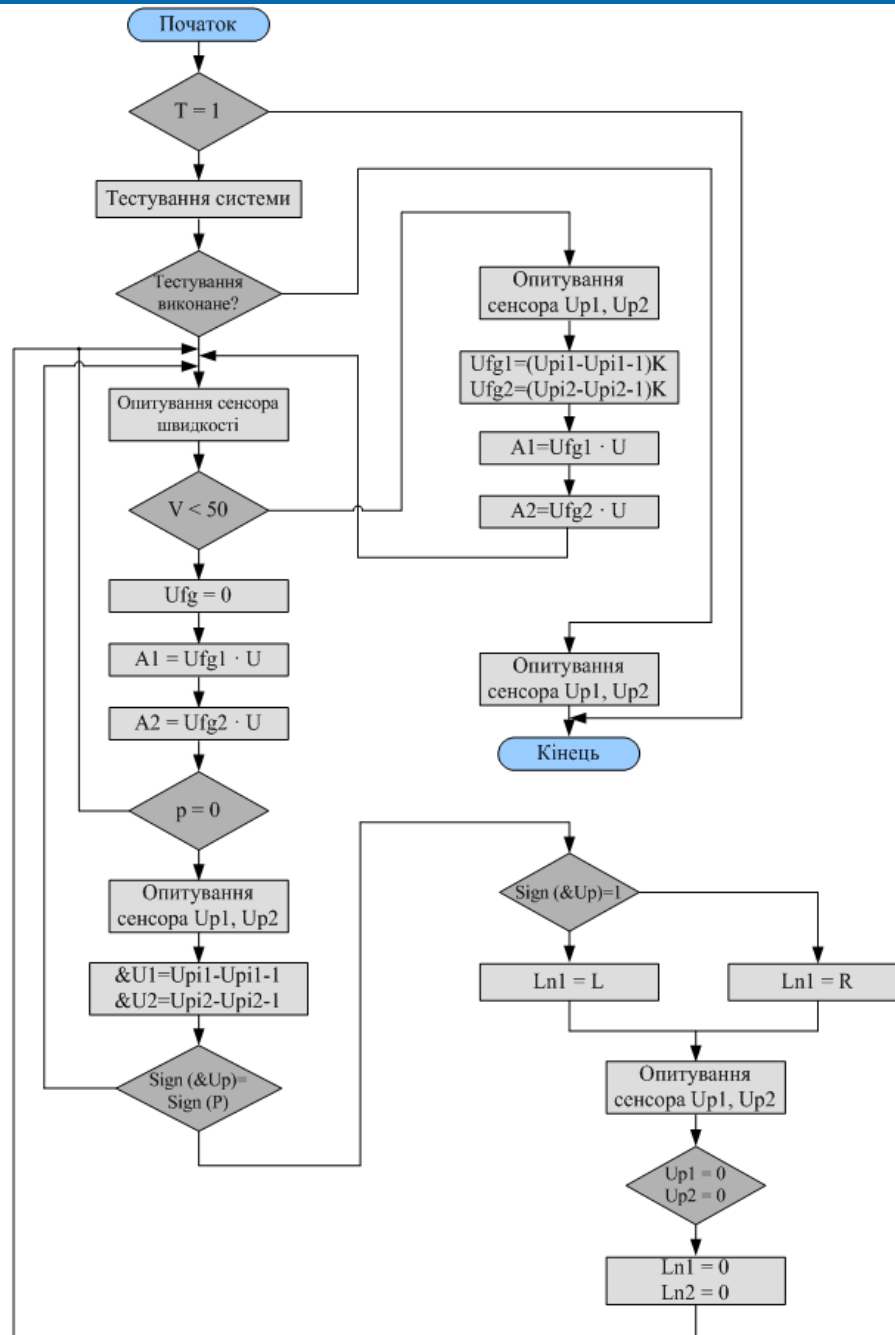 Початок
T = 1
Тестування системи
Тестування
виконане?
Опитування сенсора
швидкості
V < 50
Ufg = 0
A1 = Ufg1 · U
A2 = Ufg2 · U
p = 0
Опитування
сенсора Up1, Up2
&U1=Upi1-Upi1-1
&U2=Upi2-Upi2-1
Sign (&Up)=
Sign (P)
Опитування
сенсора Up1, Up2
Ufg1=(Upi1-Upi1-1)K
Ufg2=(Upi2-Upi2-1)K
A1=Ufg1 · U
A2=Ufg2 · U
Опитування
сенсора Up1, Up2
Кінець
Sign (&Up)=1
Ln1 = L
Ln1 = R
Опитування
сенсора Up1, Up2
Up1 = 0
Up2 = 0
Ln1 = 0
Ln2 = 0